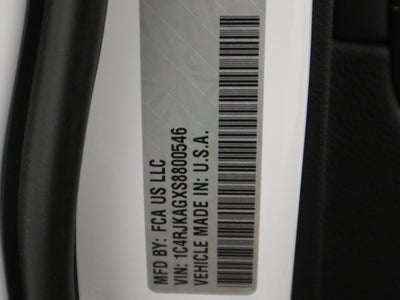 MFD BY: FCA US LLC
VIN: 1C4RJKAGXS8800546
VEHICLE MADE IN: U.S.A.